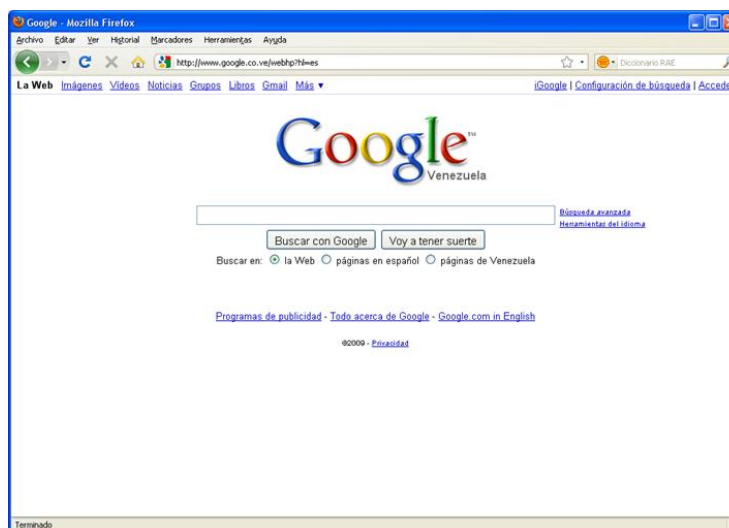 Google - Mozilla Firefox
Archivo Editar Ver Historial Marcadores Herramientas Ayuda
http://www.google.co.ve/webhp?hl=es Diccionario RAE
La Web Imágenes Vídeos Noticias Grupos Libros Gmail Más ▼ iGoogle | Configuración de búsqueda | Accede
Google™
Venezuela
Búsqueda avanzada
Herramientas del idioma
Buscar con Google Voy a tener suerte
Buscar en: la Web páginas en español páginas de Venezuela
Programas de publicidad - Todo acerca de Google - Google.com in English
©2009 - Privacidad
Terminado